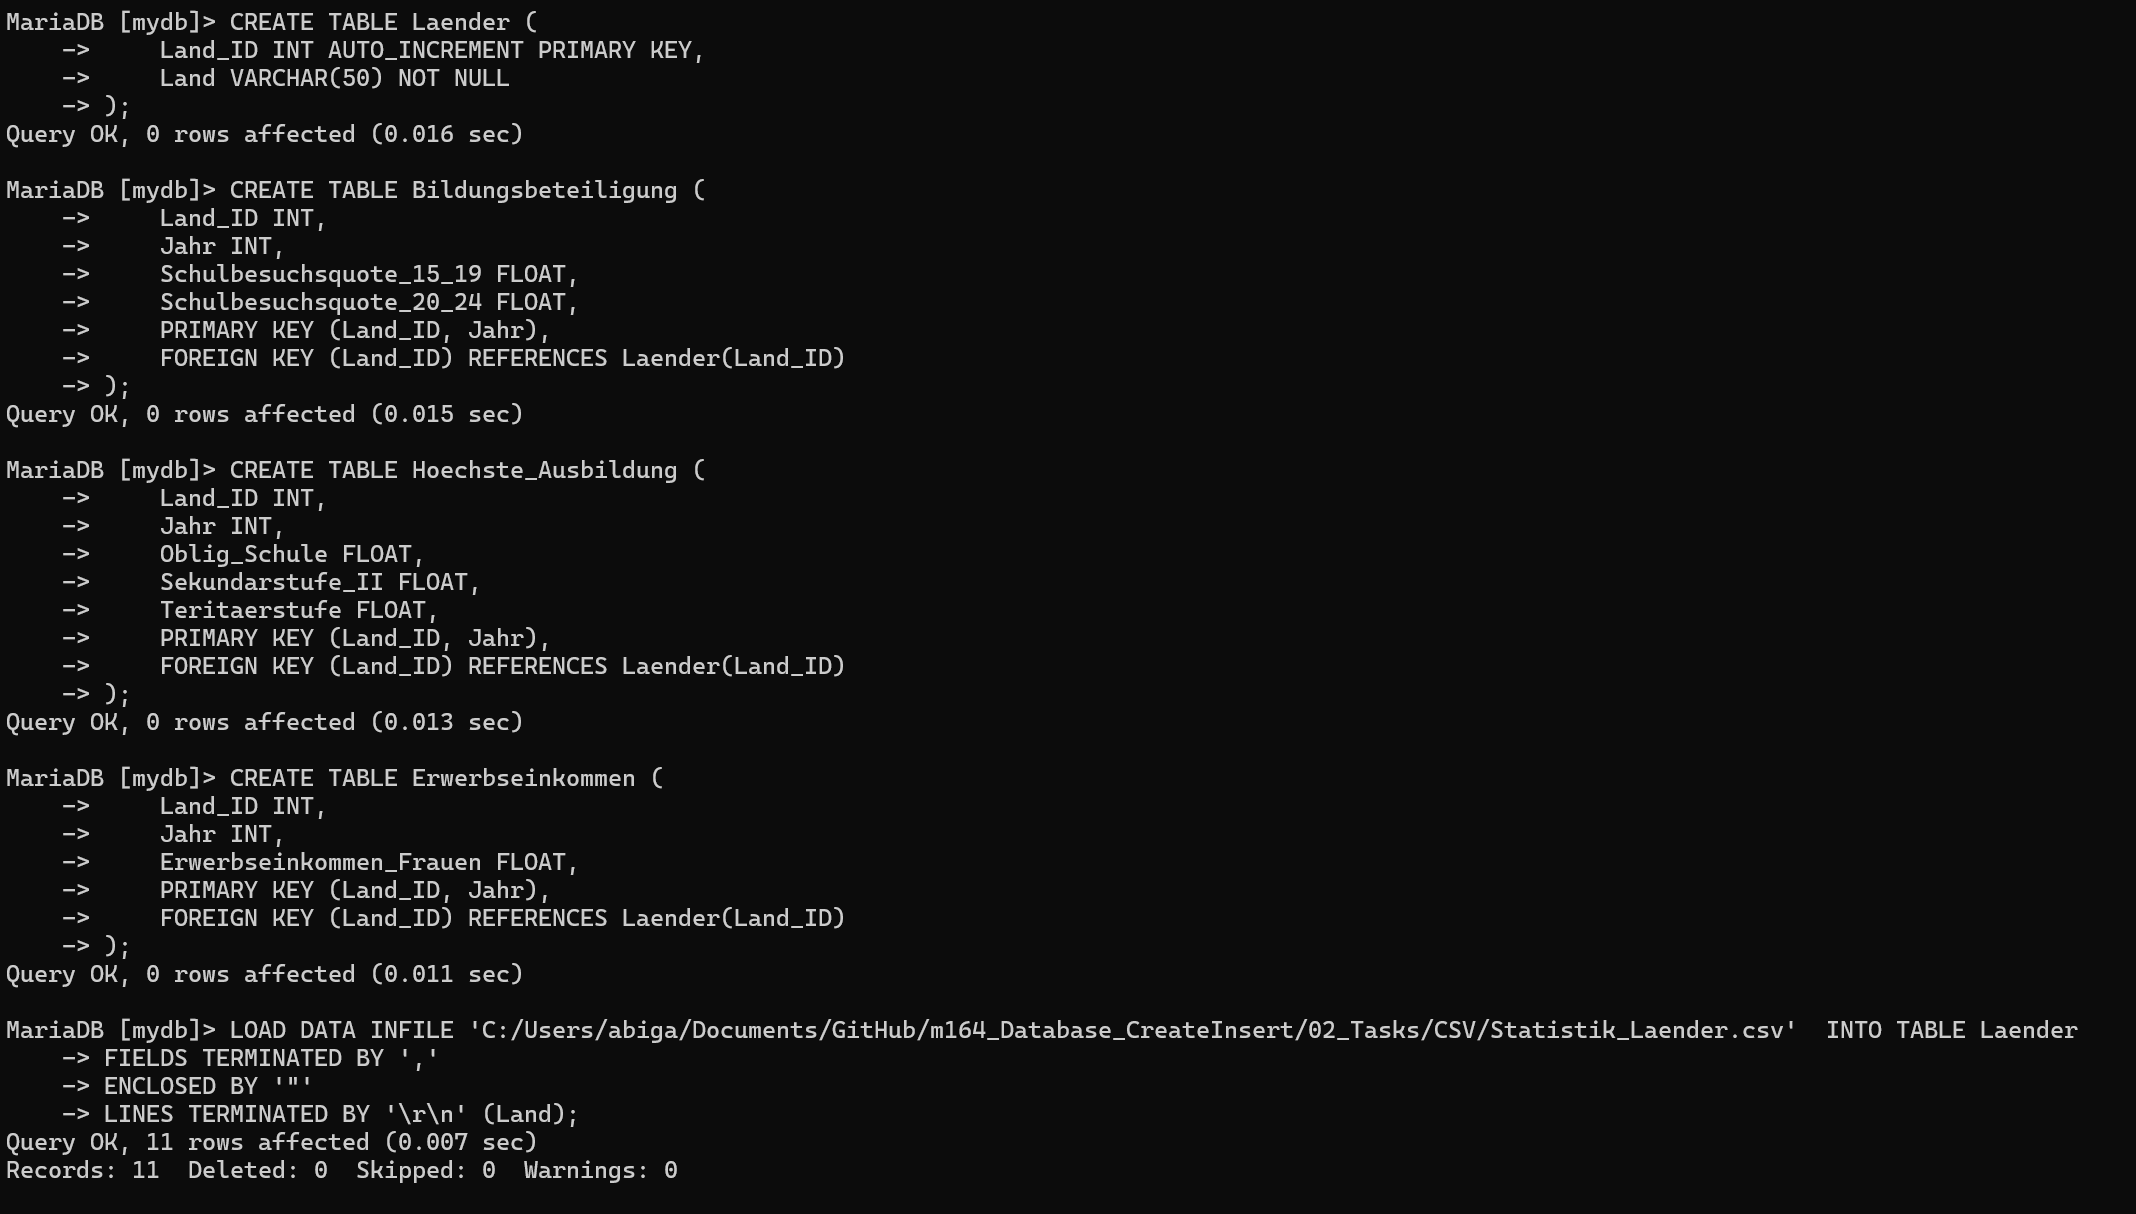 MariaDB [mydb]> CREATE TABLE Laender (
    ->     Land_ID INT AUTO_INCREMENT PRIMARY KEY,
    ->     Land VARCHAR(50) NOT NULL
    -> );
Query OK, 0 rows affected (0.016 sec)

MariaDB [mydb]> CREATE TABLE Bildungsbeteiligung (
    ->     Land_ID INT,
    ->     Jahr INT,
    ->     Schulbesuchsquote_15_19 FLOAT,
    ->     Schulbesuchsquote_20_24 FLOAT,
    ->     PRIMARY KEY (Land_ID, Jahr),
    ->     FOREIGN KEY (Land_ID) REFERENCES Laender(Land_ID)
    -> );
Query OK, 0 rows affected (0.015 sec)

MariaDB [mydb]> CREATE TABLE Hoechste_Ausbildung (
    ->     Land_ID INT,
    ->     Jahr INT,
    ->     Oblig_Schule FLOAT,
    ->     Sekundarstufe_II FLOAT,
    ->     Teritaerstufe FLOAT,
    ->     PRIMARY KEY (Land_ID, Jahr),
    ->     FOREIGN KEY (Land_ID) REFERENCES Laender(Land_ID)
    -> );
Query OK, 0 rows affected (0.013 sec)

MariaDB [mydb]> CREATE TABLE Erwerbseinkommen (
    ->     Land_ID INT,
    ->     Jahr INT,
    ->     Erwerbseinkommen_Frauen FLOAT,
    ->     PRIMARY KEY (Land_ID, Jahr),
    ->     FOREIGN KEY (Land_ID) REFERENCES Laender(Land_ID)
    -> );
Query OK, 0 rows affected (0.011 sec)

MariaDB [mydb]> LOAD DATA INFILE 'C:/Users/abiga/Documents/GitHub/m164_Database_CreateInsert/02_Tasks/CSV/Statistik_Laender.csv'  INTO TABLE Laender
    -> FIELDS TERMINATED BY ','
    -> ENCLOSED BY '"'
    -> LINES TERMINATED BY '\r\n' (Land);
Query OK, 11 rows affected (0.007 sec)
Records: 11  Deleted: 0  Skipped: 0  Warnings: 0